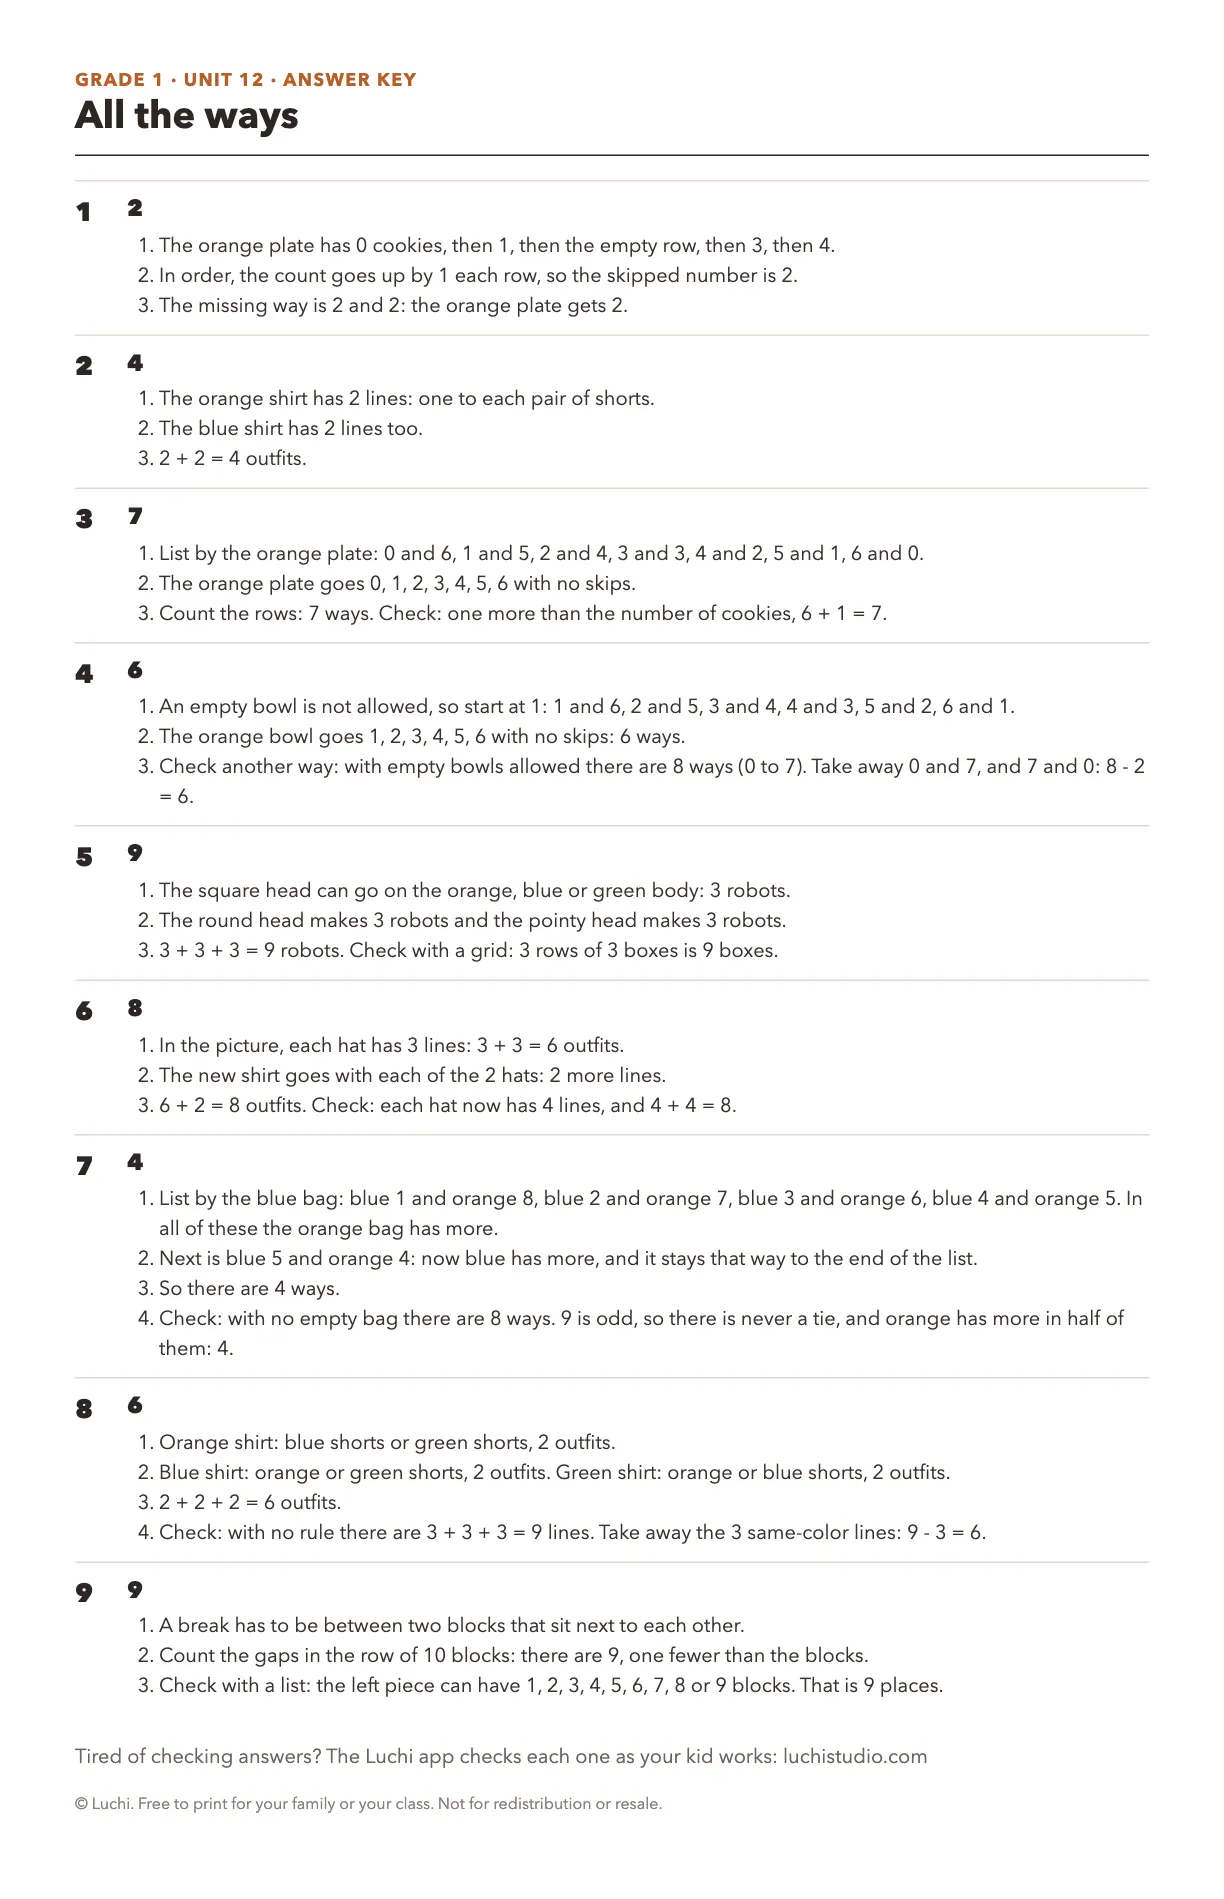 GRADE 1 · UNIT 12 · ANSWER KEY
All the ways
1 2
1. The orange plate has 0 cookies, then 1, then the empty row, then 3, then 4.
2. In order, the count goes up by 1 each row, so the skipped number is 2.
3. The missing way is 2 and 2: the orange plate gets 2.
2 4
1. The orange shirt has 2 lines: one to each pair of shorts.
2. The blue shirt has 2 lines too.
3. 2 + 2 = 4 outfits.
3 7
1. List by the orange plate: 0 and 6, 1 and 5, 2 and 4, 3 and 3, 4 and 2, 5 and 1, 6 and 0.
2. The orange plate goes 0, 1, 2, 3, 4, 5, 6 with no skips.
3. Count the rows: 7 ways. Check: one more than the number of cookies, 6 + 1 = 7.
4 6
1. An empty bowl is not allowed, so start at 1: 1 and 6, 2 and 5, 3 and 4, 4 and 3, 5 and 2, 6 and 1.
2. The orange bowl goes 1, 2, 3, 4, 5, 6 with no skips: 6 ways.
3. Check another way: with empty bowls allowed there are 8 ways (0 to 7). Take away 0 and 7, and 7 and 0: 8 - 2
= 6.
5 9
1. The square head can go on the orange, blue or green body: 3 robots.
2. The round head makes 3 robots and the pointy head makes 3 robots.
3. 3 + 3 + 3 = 9 robots. Check with a grid: 3 rows of 3 boxes is 9 boxes.
6 8
1. In the picture, each hat has 3 lines: 3 + 3 = 6 outfits.
2. The new shirt goes with each of the 2 hats: 2 more lines.
3. 6 + 2 = 8 outfits. Check: each hat now has 4 lines, and 4 + 4 = 8.
7 4
1. List by the blue bag: blue 1 and orange 8, blue 2 and orange 7, blue 3 and orange 6, blue 4 and orange 5. In
all of these the orange bag has more.
2. Next is blue 5 and orange 4: now blue has more, and it stays that way to the end of the list.
3. So there are 4 ways.
4. Check: with no empty bag there are 8 ways. 9 is odd, so there is never a tie, and orange has more in half of
them: 4.
8 6
1. Orange shirt: blue shorts or green shorts, 2 outfits.
2. Blue shirt: orange or green shorts, 2 outfits. Green shirt: orange or blue shorts, 2 outfits.
3. 2 + 2 + 2 = 6 outfits.
4. Check: with no rule there are 3 + 3 + 3 = 9 lines. Take away the 3 same-color lines: 9 - 3 = 6.
9 9
1. A break has to be between two blocks that sit next to each other.
2. Count the gaps in the row of 10 blocks: there are 9, one fewer than the blocks.
3. Check with a list: the left piece can have 1, 2, 3, 4, 5, 6, 7, 8 or 9 blocks. That is 9 places.
Tired of checking answers? The Luchi app checks each one as your kid works: luchistudio.com
© Luchi. Free to print for your family or your class. Not for redistribution or resale.